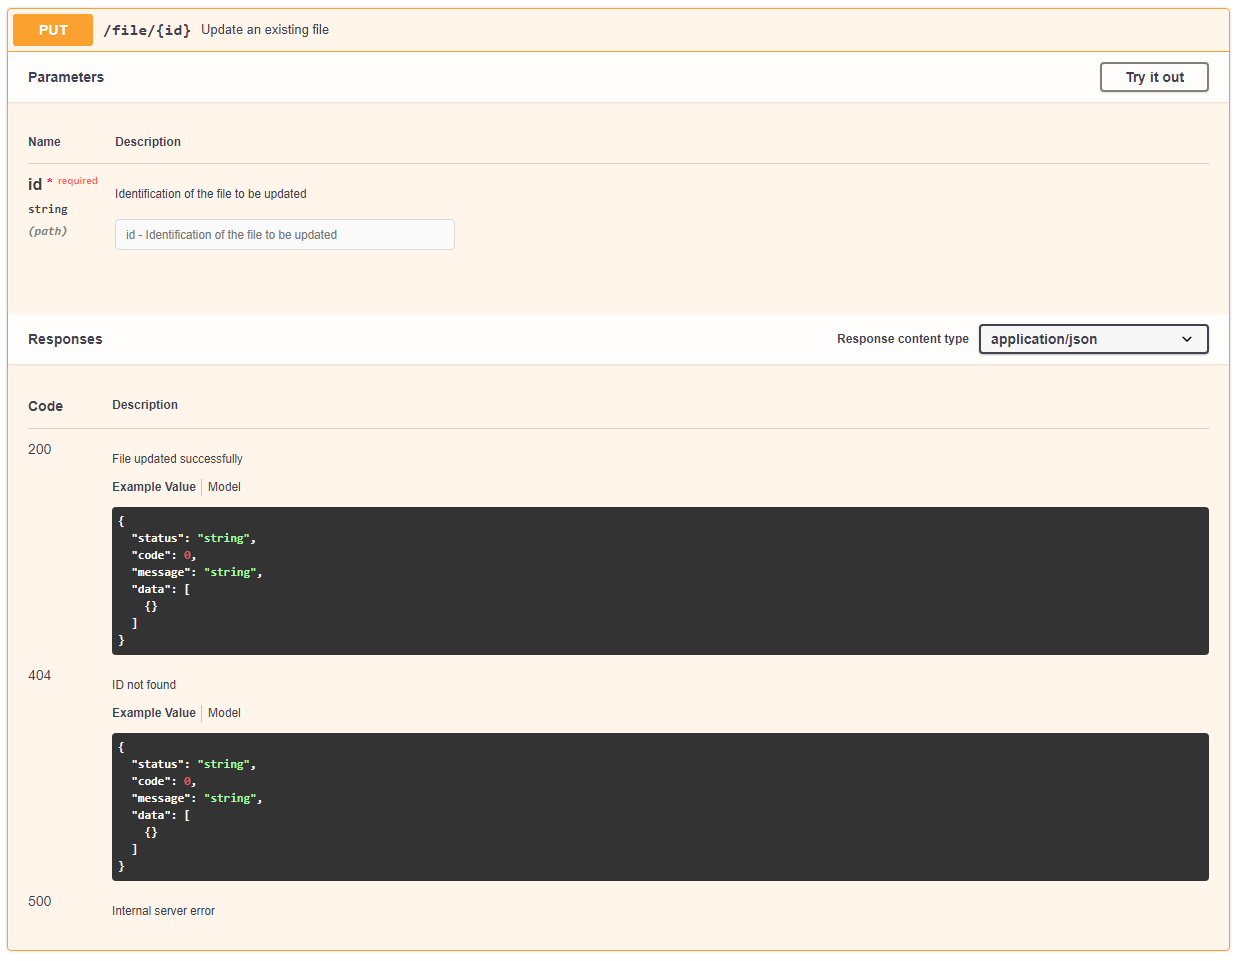 PUT /file/{id} Update an existing file
Parameters Try it out
Name Description
id * required
Identification of the file to be updated
string
(path)
id - Identification of the file to be updated
Responses Response content type application/json
Code Description
200
File updated successfully
Example Value Model
{
  "status": "string",
  "code": 0,
  "message": "string",
  "data": [
    {}
  ]
}
404
ID not found
Example Value Model
{
  "status": "string",
  "code": 0,
  "message": "string",
  "data": [
    {}
  ]
}
500
Internal server error